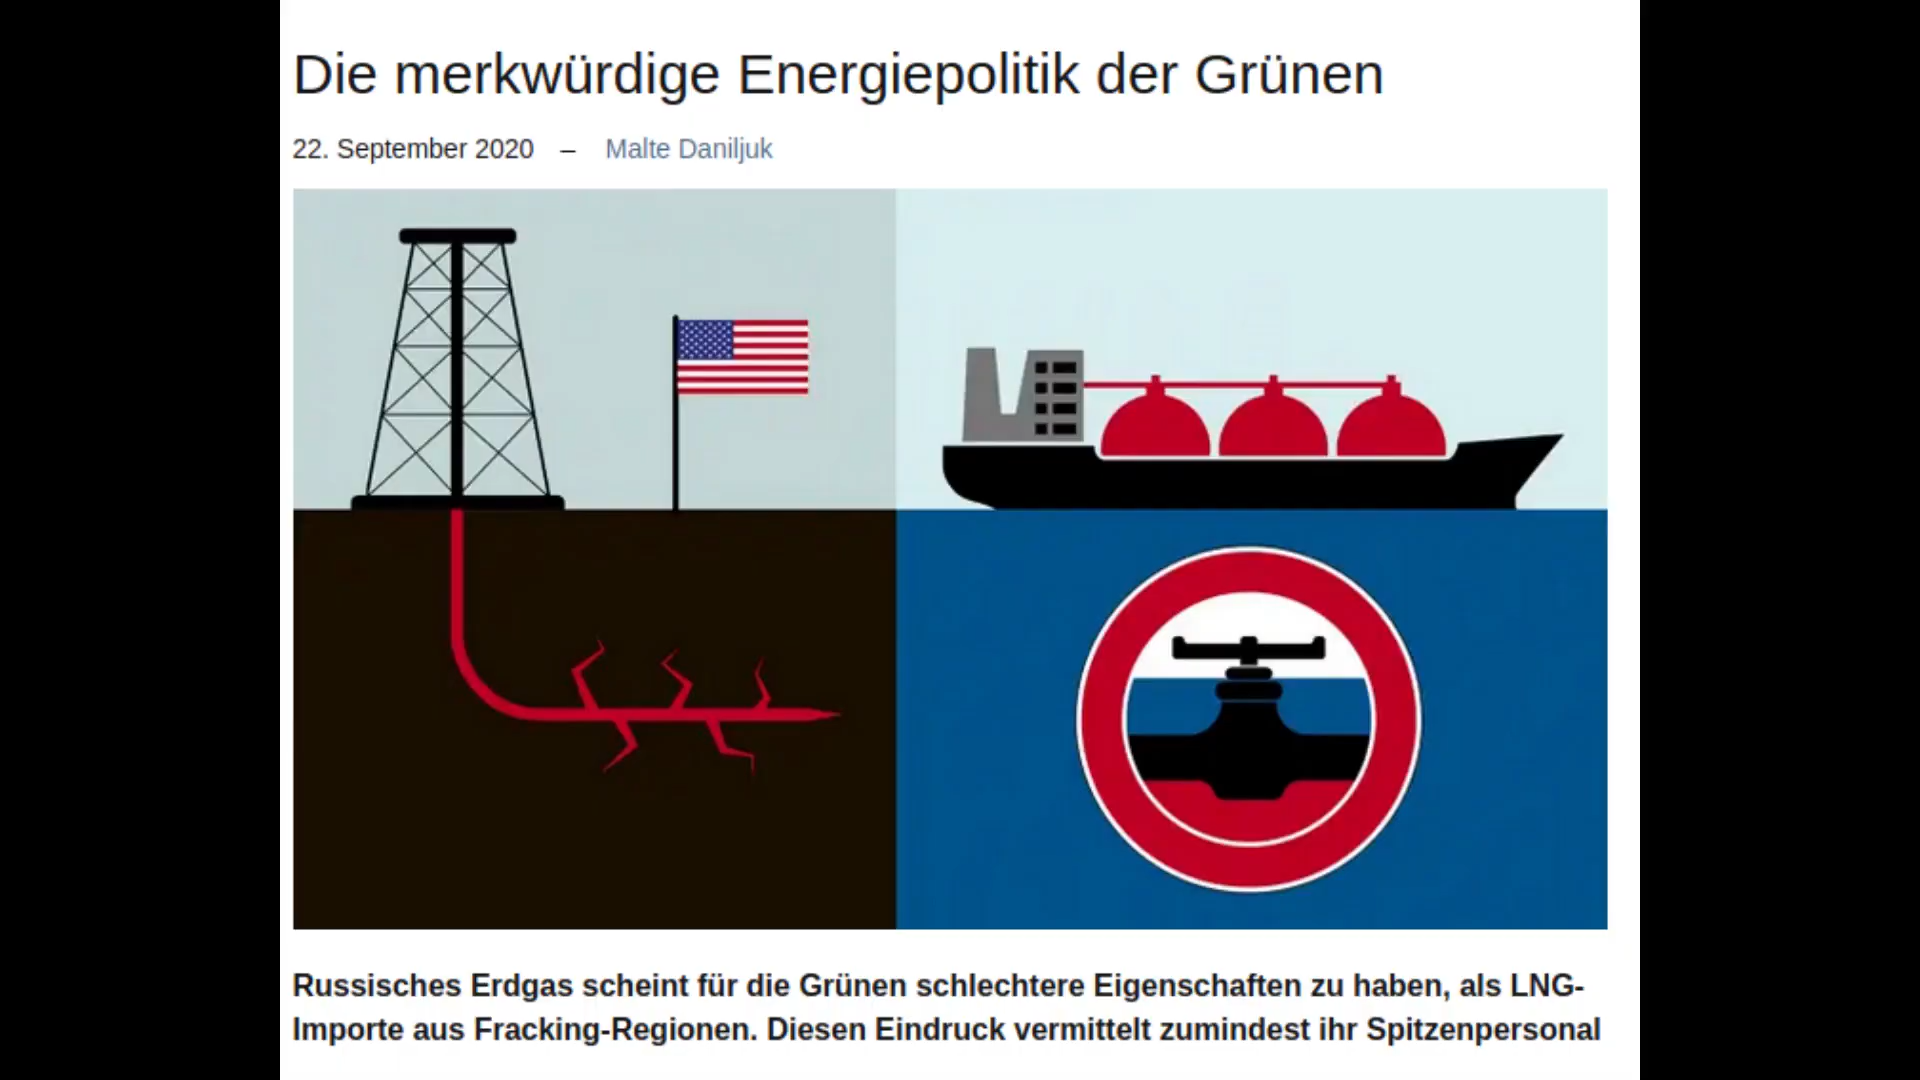 Die merkwürdige Energiepolitik der Grünen
22. September 2020 – Malte Daniljuk
Russisches Erdgas scheint für die Grünen schlechtere Eigenschaften zu haben, als LNG-
Importe aus Fracking-Regionen. Diesen Eindruck vermittelt zumindest ihr Spitzenpersonal